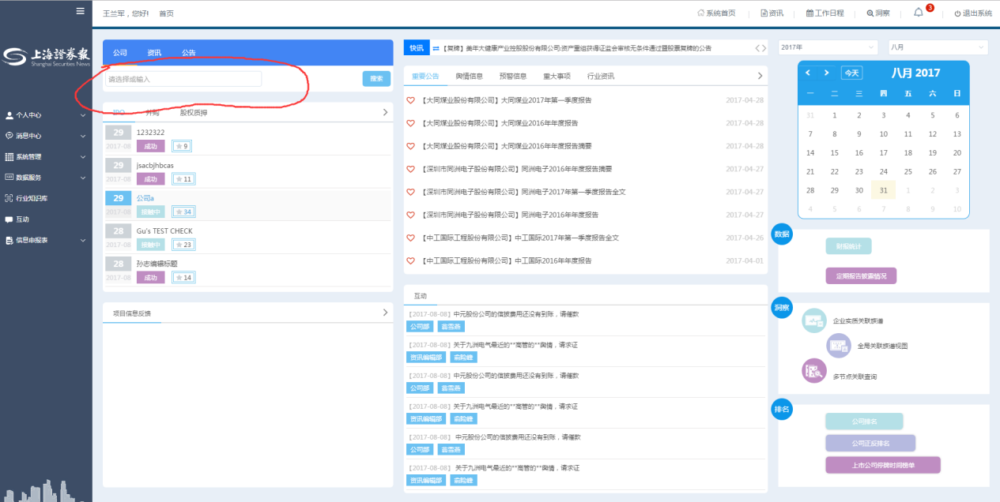 王兰军，您好! 首页
系统首页 资讯 工作日程 洞察 3 退出系统
上海證券報
Shanghai Securities News
个人中心
消息中心
系统管理
数据服务
行业知识库
互动
信息申报表
公司 资讯 公告
请选择或输入 搜索
IPO 并购 股权质押
29 1232322
2017-08 成功 9
29 jsacbjhbcas
2017-08 成功 11
29 公司a
2017-08 接触中 34
28 Gu's TEST CHECK
2017-08 接触中 23
28 孙志编辑标题
2017-08 成功 14
项目信息反馈
快讯 【复牌】美年大健康产业控股股份有限公司:资产重组获得证监会审核无条件通过暨股票复牌的公告
重要公告 舆情信息 预警信息 重大事项 行业资讯
【大同煤业股份有限公司】大同煤业2017年第一季度报告 2017-04-28
【大同煤业股份有限公司】大同煤业2016年年度报告 2017-04-28
【大同煤业股份有限公司】大同煤业2016年年度报告摘要 2017-04-28
【深圳市同洲电子股份有限公司】同洲电子2016年年度报告摘要 2017-04-27
【深圳市同洲电子股份有限公司】同洲电子2017年第一季度报告全文 2017-04-27
【深圳市同洲电子股份有限公司】同洲电子2016年年度报告 2017-04-27
【中工国际工程股份有限公司】中工国际2017年第一季度报告全文 2017-04-26
【中工国际工程股份有限公司】中工国际2016年年度报告 2017-04-01
互动
[2017-08-08] 中元股份公司的信披费用还没有到账，请催款
公司部 翁雪燕
[2017-08-08] 关于九洲电气最近的**高管的**舆情，请求证
资讯编辑部 俞险峰
[2017-08-08] 中元股份公司的信披费用还没有到账，请催款
公司部 翁雪燕
[2017-08-08] 关于九洲电气最近的**高管的**舆情，请求证
资讯编辑部 俞险峰
[2017-08-08] 中元股份公司的信披费用还没有到账，请催款
公司部 翁雪燕
[2017-08-08] 关于九洲电气最近的**高管的**舆情，请求证
资讯编辑部 俞险峰
2017年 八月
今天 八月 2017
一 二 三 四 五 六 日
31 1 2 3 4 5 6
7 8 9 10 11 12 13
14 15 16 17 18 19 20
21 22 23 24 25 26 27
28 29 30 31 1 2 3
4 5 6 7 8 9 10
数据
财报统计
定期报告披露情况
洞察
企业实质关联族谱
全局关联族谱视图
多节点关联查询
排名
公司排名
公司正反排名
上市公司停牌时间榜单